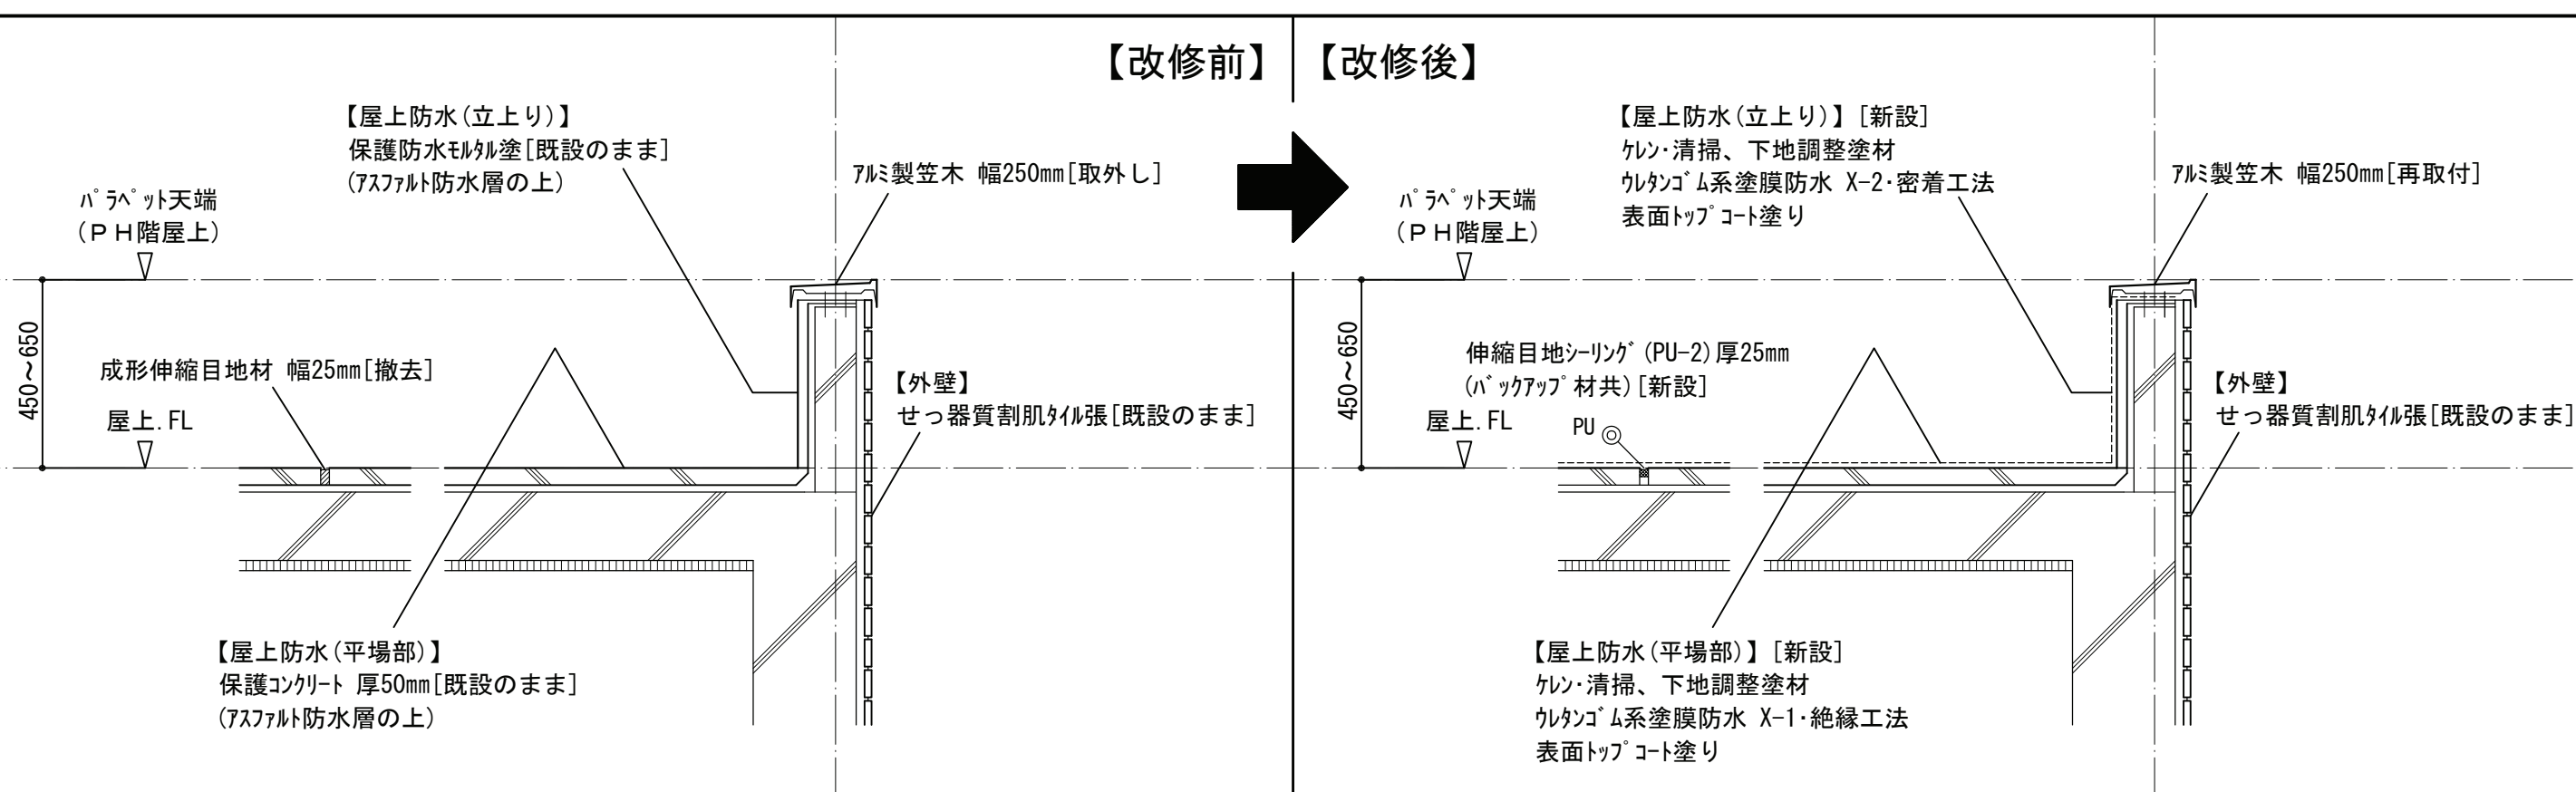 【改修前】
【屋上防水(立上り)】
保護防水ﾓﾙﾀﾙ塗[既設のまま]
(ｱｽﾌｧﾙﾄ防水層の上)
ｱﾙﾐ製笠木 幅250mm[取外し]
ﾊﾟﾗﾍﾟｯﾄ天端
(ＰＨ階屋上)
450～650
成形伸縮目地材 幅25mm[撤去]
屋上.FL
【外壁】
せっ器質割肌ﾀｲﾙ張[既設のまま]
【屋上防水(平場部)】
保護ｺﾝｸﾘｰﾄ 厚50mm[既設のまま]
(ｱｽﾌｧﾙﾄ防水層の上)
【改修後】
【屋上防水(立上り)】[新設]
ｹﾚﾝ･清掃、下地調整塗材
ｳﾚﾀﾝｺﾞﾑ系塗膜防水 X-2･密着工法
表面ﾄｯﾌﾟｺｰﾄ塗り
ｱﾙﾐ製笠木 幅250mm[再取付]
ﾊﾟﾗﾍﾟｯﾄ天端
(ＰＨ階屋上)
450～650
伸縮目地ｼｰﾘﾝｸﾞ(PU-2)厚25mm
(ﾊﾞｯｸｱｯﾌﾟ材共)[新設]
屋上.FL
PU
【外壁】
せっ器質割肌ﾀｲﾙ張[既設のまま]
【屋上防水(平場部)】[新設]
ｹﾚﾝ･清掃、下地調整塗材
ｳﾚﾀﾝｺﾞﾑ系塗膜防水 X-1･絶縁工法
表面ﾄｯﾌﾟｺｰﾄ塗り